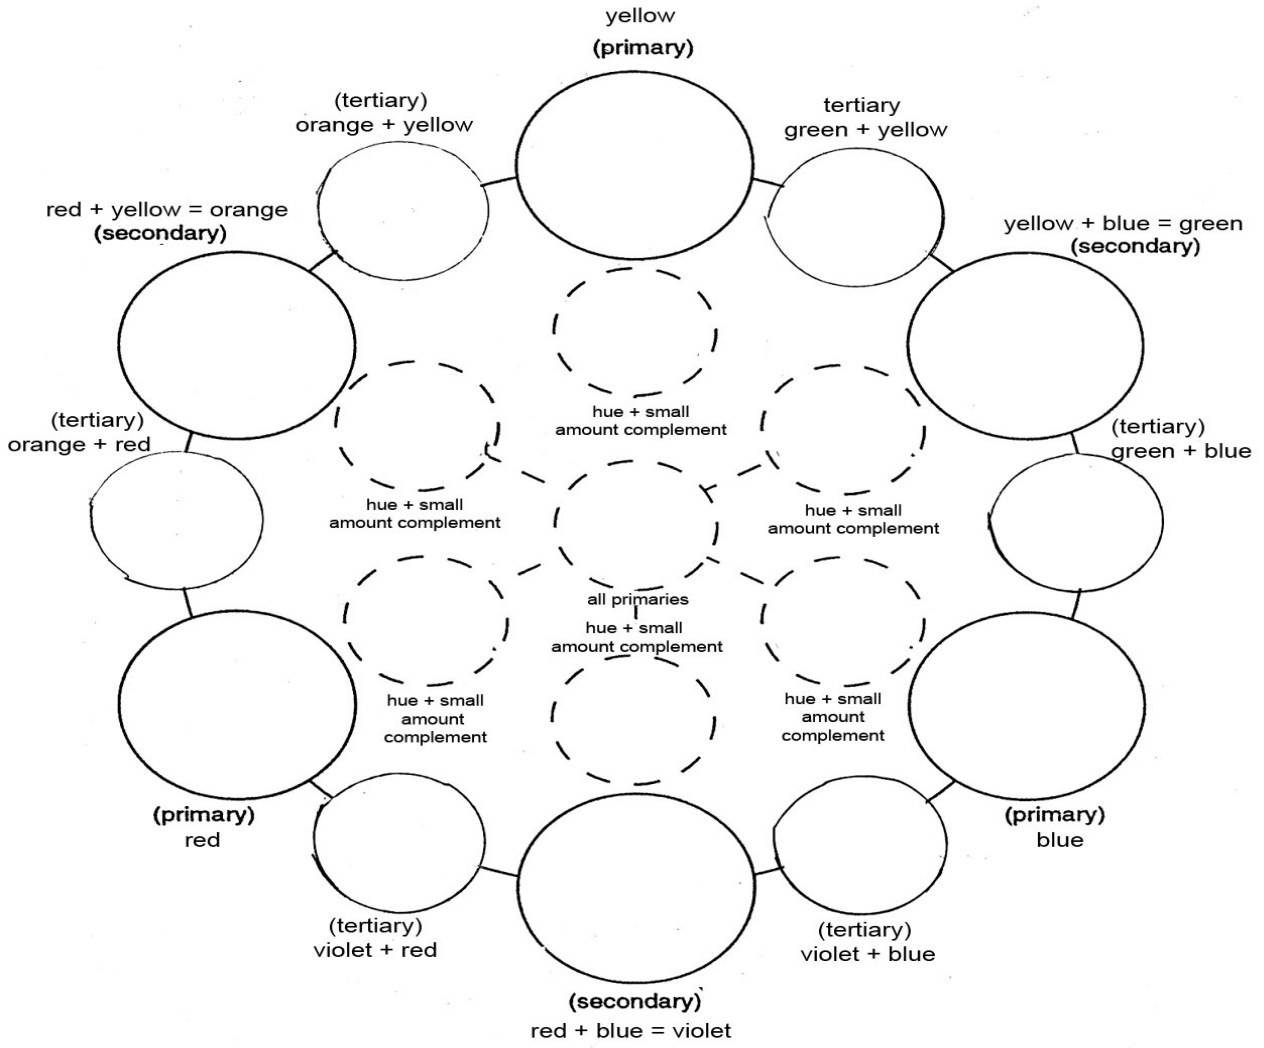 yellow
(primary)
(tertiary)
orange + yellow
tertiary
green + yellow
red + yellow = orange
(secondary)
yellow + blue = green
(secondary)
hue + small
amount complement
(tertiary)
orange + red
(tertiary)
green + blue
hue + small
amount complement
hue + small
amount complement
all primaries
hue + small
amount complement
hue + small
amount
complement
hue + small
amount
complement
(primary)
red
(primary)
blue
(tertiary)
violet + red
(tertiary)
violet + blue
(secondary)
red + blue = violet